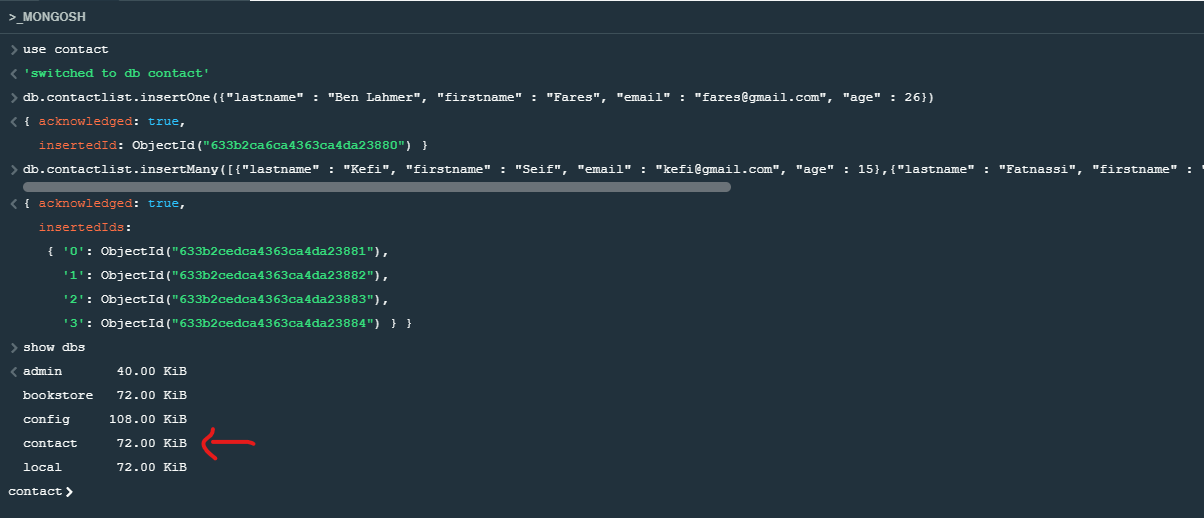 >_MONGOSH
> use contact
< 'switched to db contact'
> db.contactlist.insertOne({"lastname" : "Ben Lahmer", "firstname" : "Fares", "email" : "fares@gmail.com", "age" : 26})
< { acknowledged: true,
insertedId: ObjectId("633b2ca6ca4363ca4da23880") }
> db.contactlist.insertMany([{"lastname" : "Kefi", "firstname" : "Seif", "email" : "kefi@gmail.com", "age" : 15},{"lastname" : "Fatnassi", "firstname" : "
< { acknowledged: true,
insertedIds:
{ '0': ObjectId("633b2cedca4363ca4da23881"),
'1': ObjectId("633b2cedca4363ca4da23882"),
'2': ObjectId("633b2cedca4363ca4da23883"),
'3': ObjectId("633b2cedca4363ca4da23884") } }
> show dbs
< admin 40.00 KiB
bookstore 72.00 KiB
config 108.00 KiB
contact 72.00 KiB
local 72.00 KiB
contact>